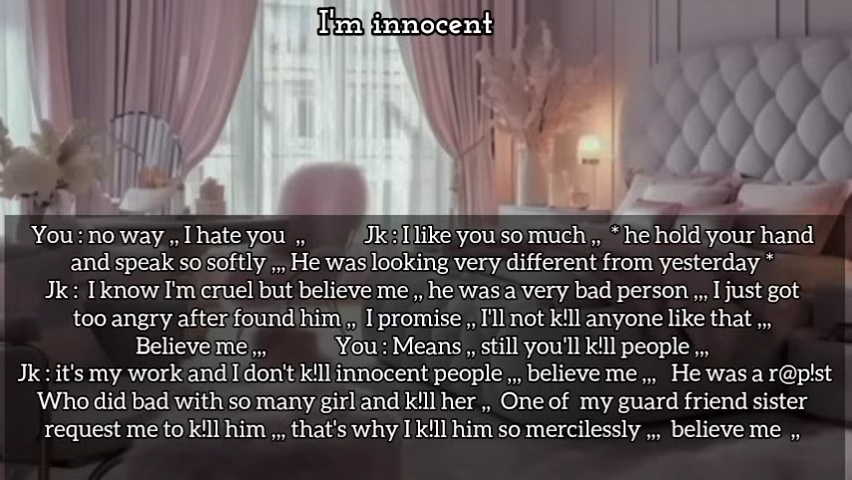 I'm innocent
You : no way ,, I hate you ,, Jk : I like you so much ,, * he hold your hand
and speak so softly ,,, He was looking very different from yesterday *
Jk : I know I'm cruel but believe me ,, he was a very bad person ,,, I just got
too angry after found him ,, I promise ,, I'll not k!ll anyone like that ,,,
Believe me ,,, You : Means ,, still you'll k!ll people ,,,
Jk : it's my work and I don't k!ll innocent people ,,, believe me ,,, He was a r@p!st
Who did bad with so many girl and k!ll her ,, One of my guard friend sister
request me to k!ll him ,,, that's why I k!ll him so mercilessly ,,, believe me ,,